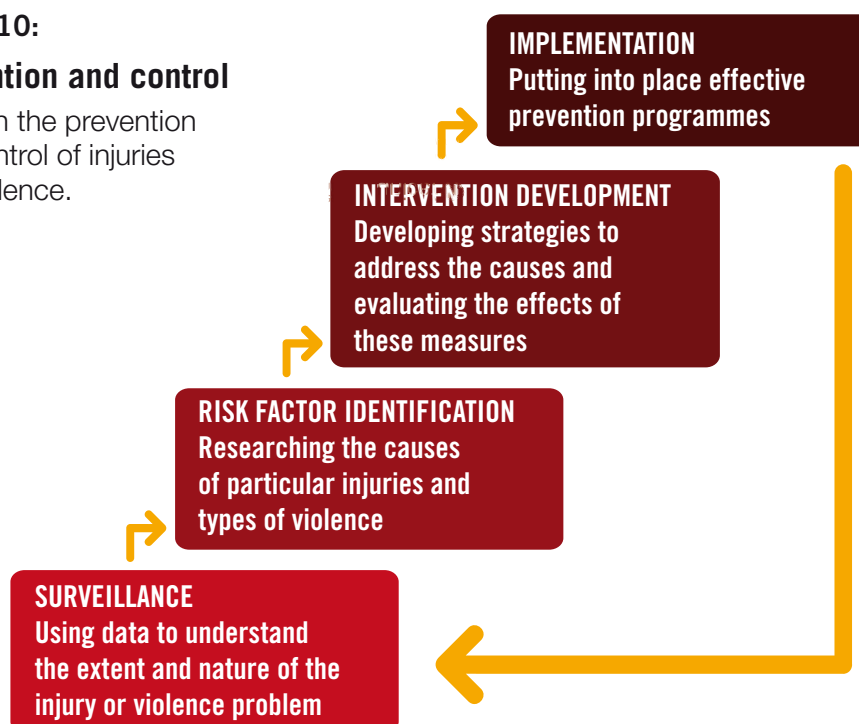 10:
ntion and control
n the prevention
ntrol of injuries
lence.
IMPLEMENTATION
Putting into place effective
prevention programmes
INTERVENTION DEVELOPMENT
Developing strategies to
address the causes and
evaluating the effects of
these measures
RISK FACTOR IDENTIFICATION
Researching the causes
of particular injuries and
types of violence
SURVEILLANCE
Using data to understand
the extent and nature of the
injury or violence problem